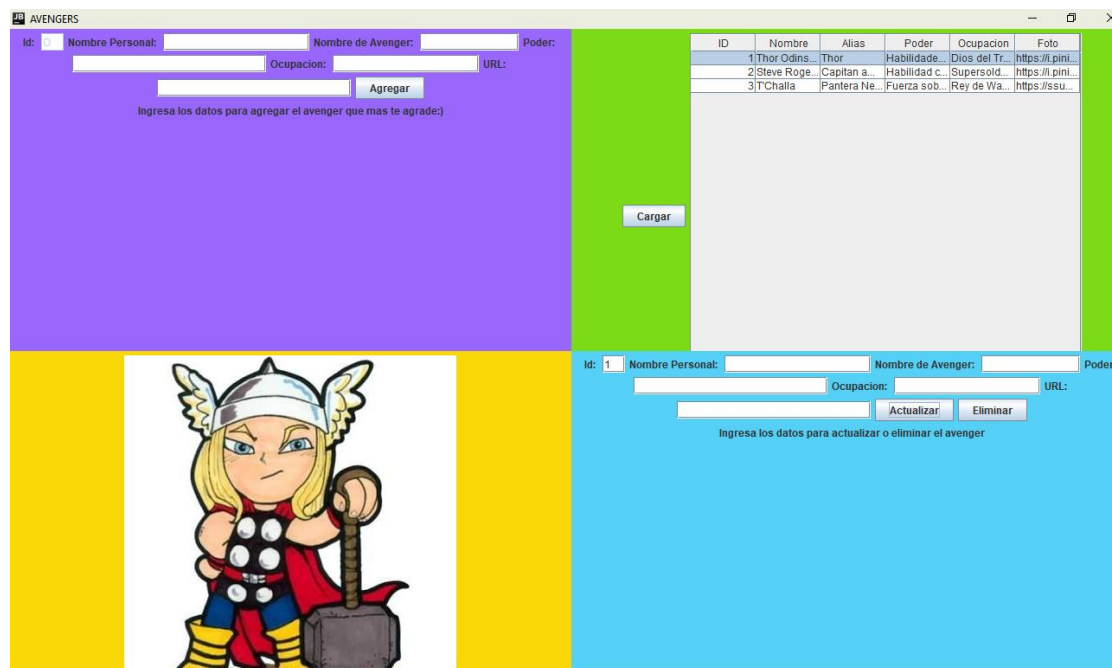 JB AVENGERS
Id: 0 Nombre Personal: Nombre de Avenger: Poder:
Ocupacion: URL:
Agregar
Ingresa los datos para agregar el avenger que mas te agrade:)
Cargar
ID Nombre Alias Poder Ocupacion Foto
1 Thor Odins... Thor Habilidade... Dios del Tr... https://i.pini...
2 Steve Roge... Capitan a... Habilidad c... Supersold... https://i.pini...
3 T'Challa Pantera Ne... Fuerza sob... Rey de Wa... https://ssu...
Id: 1 Nombre Personal: Nombre de Avenger: Poder
Ocupacion: URL:
Actualizar Eliminar
Ingresa los datos para actualizar o eliminar el avenger